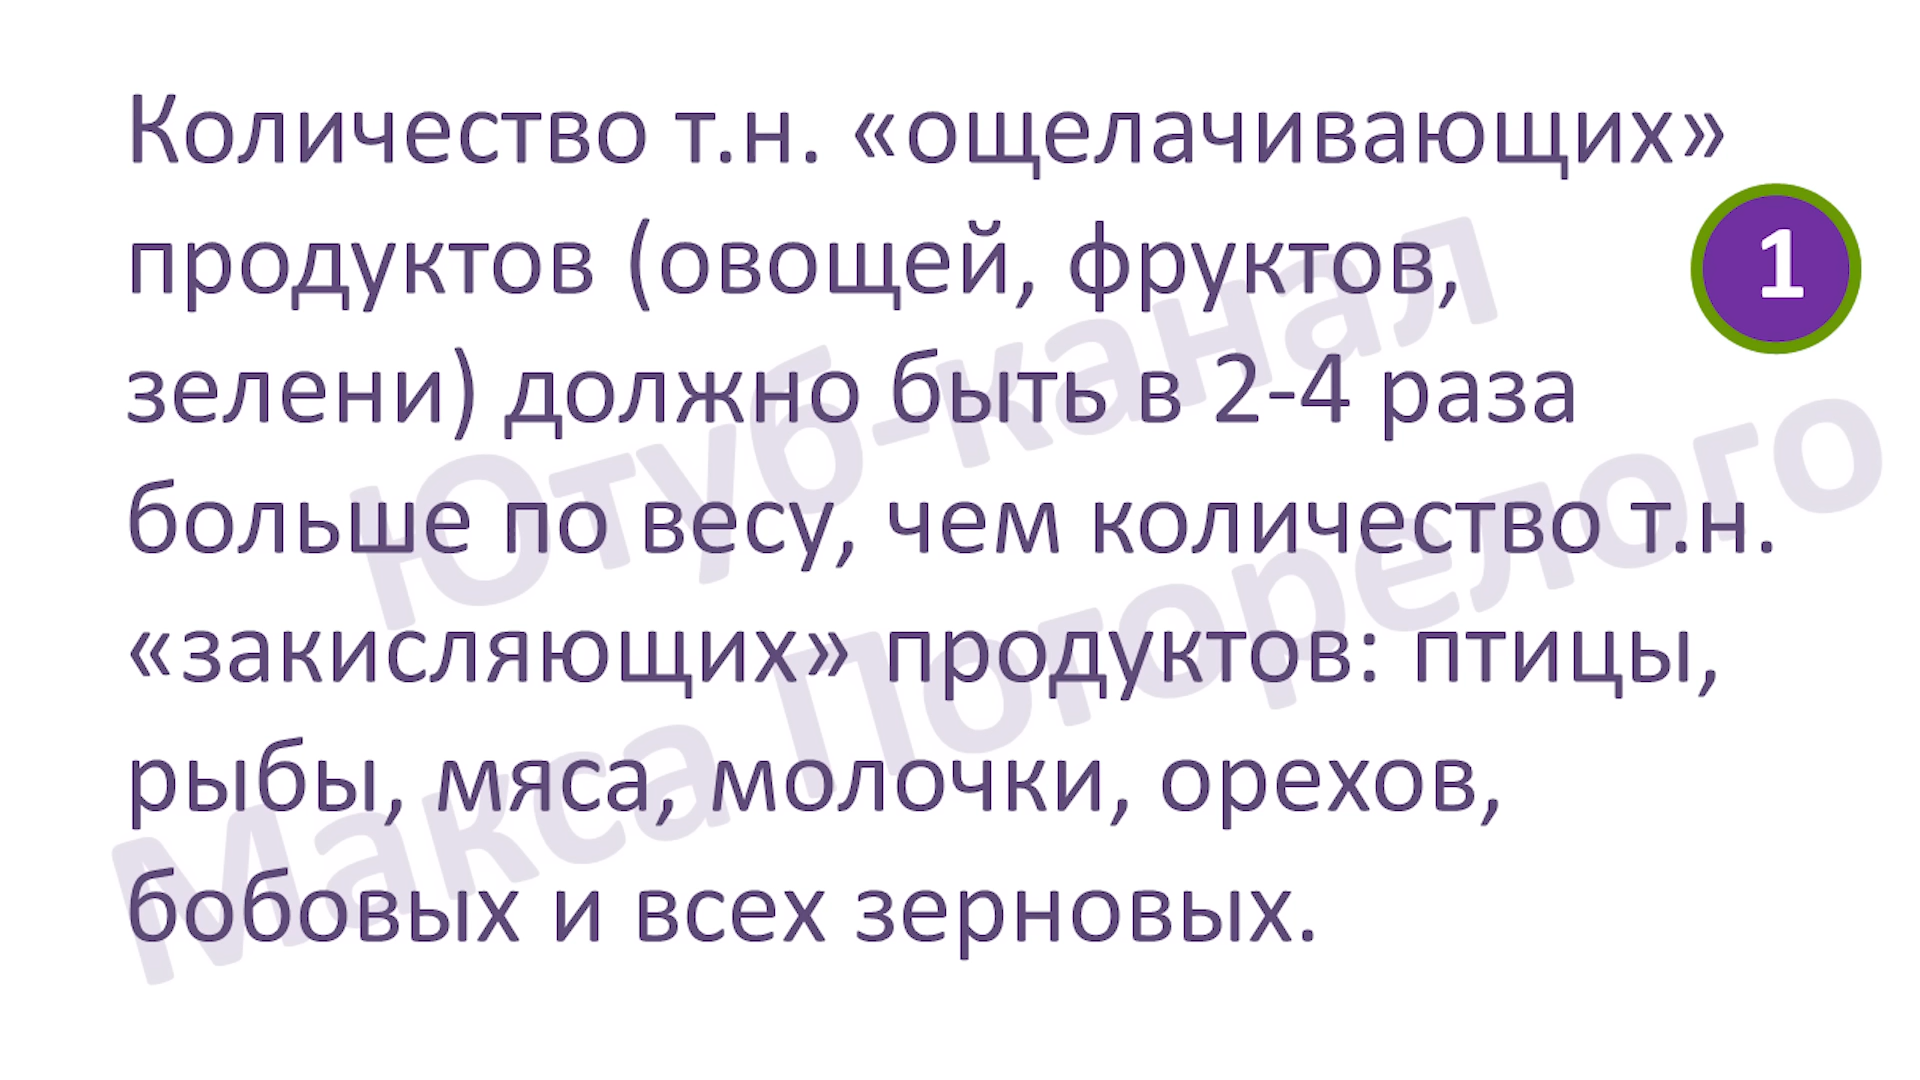 Количество т.н. «ощелачивающих»
продуктов (овощей, фруктов,
зелени) должно быть в 2-4 раза
больше по весу, чем количество т.н.
«закисляющих» продуктов: птицы,
рыбы, мяса, молочки, орехов,
бобовых и всех зерновых.
1
Ютуб-канал
Макса Погорелого